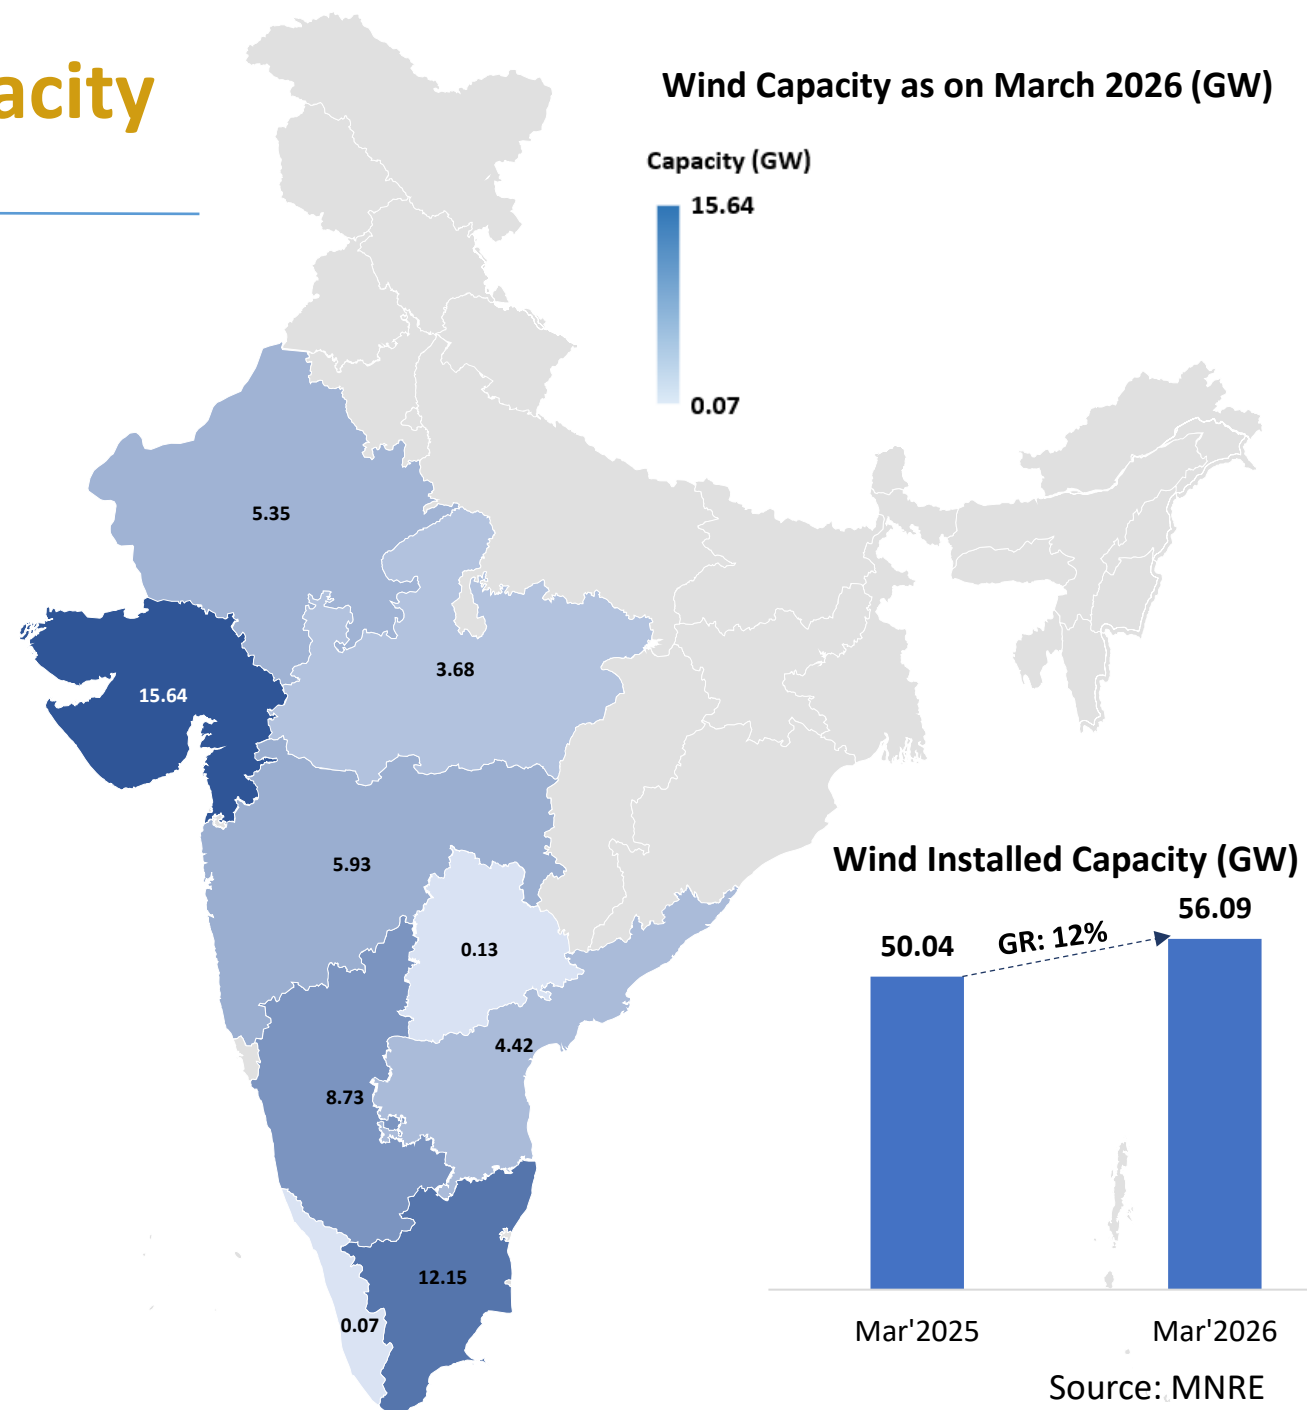 acity
Wind Capacity as on March 2026 (GW)
Capacity (GW)
15.64
0.07
5.35
3.68
15.64
5.93
0.13
4.42
8.73
12.15
0.07
Wind Installed Capacity (GW)
56.09
50.04
GR: 12%
Mar'2025
Mar'2026
Source: MNRE